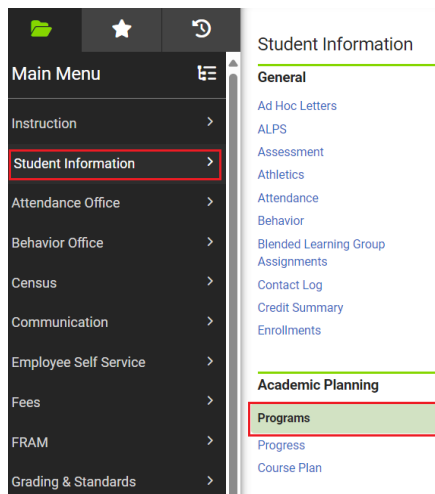 Main Menu
Instruction
Student Information
Attendance Office
Behavior Office
Census
Communication
Employee Self Service
Fees
FRAM
Grading & Standards
Student Information
General
Ad Hoc Letters
ALPS
Assessment
Athletics
Attendance
Behavior
Blended Learning Group
Assignments
Contact Log
Credit Summary
Enrollments
Academic Planning
Programs
Progress
Course Plan